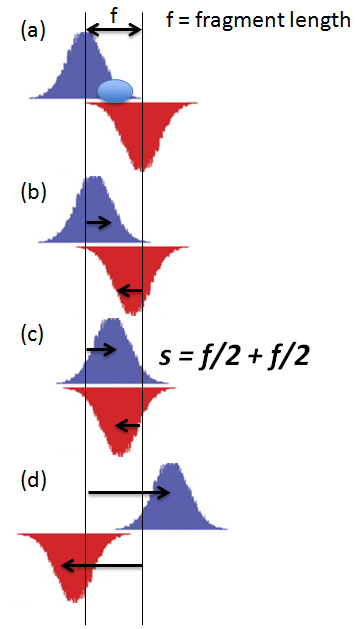 f
f = fragment length
(a)
(b)
(c)
s = f/2 + f/2
(d)